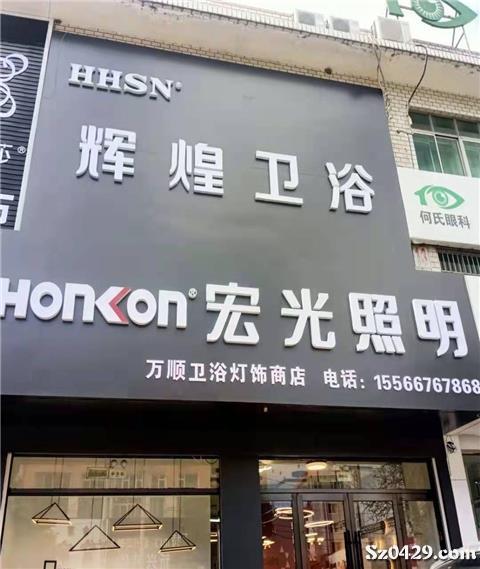 HHSN®
辉煌卫浴
HONKON®宏光照明
万顺卫浴灯饰商店 电话：15566767868
何氏眼科
Sz0429.com